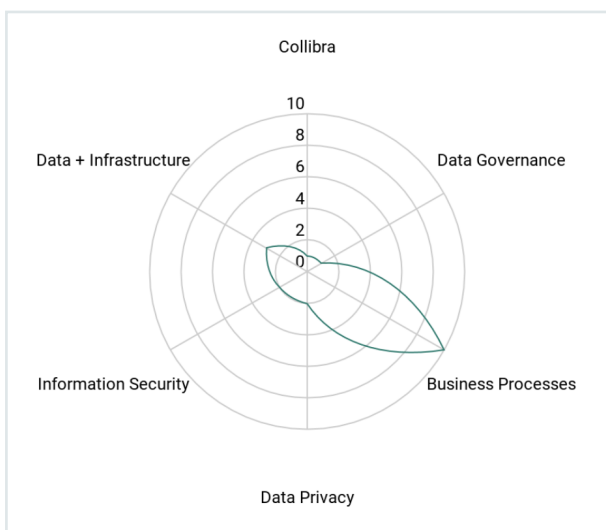 Collibra
10
Data + Infrastructure
8
Data Governance
6
4
2
0
Information Security
Business Processes
Data Privacy